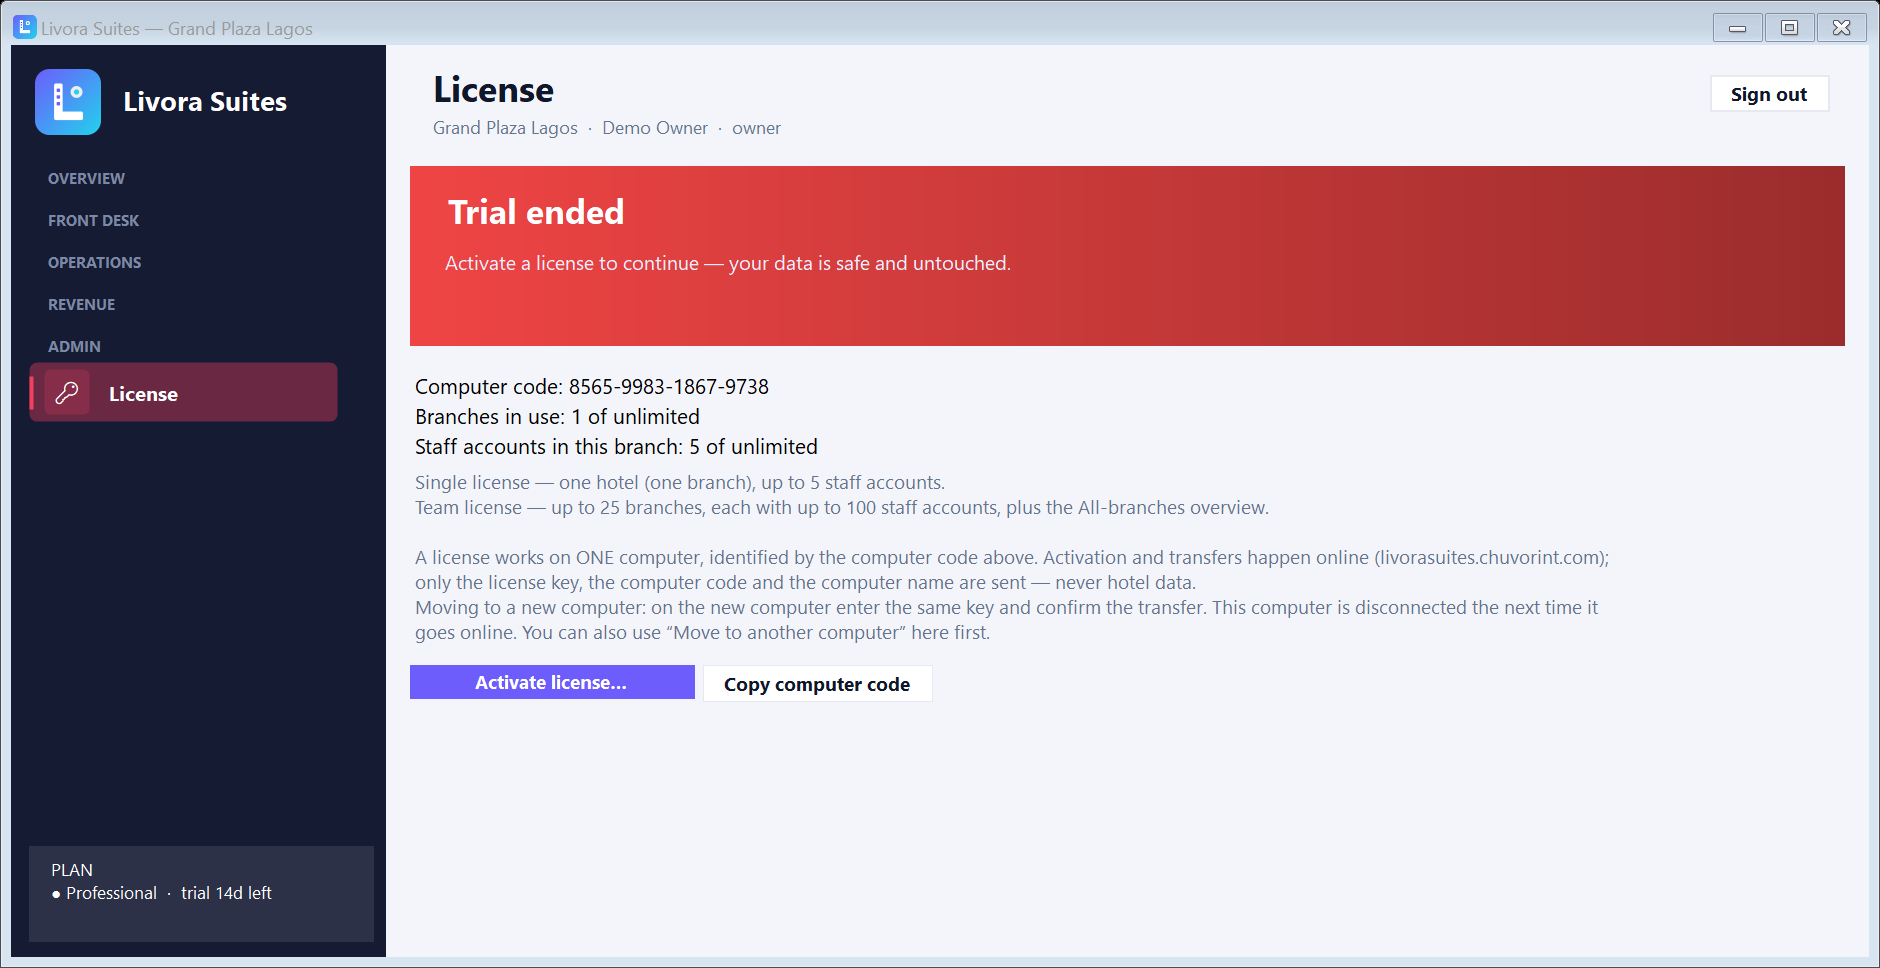 Livora Suites — Grand Plaza Lagos
Livora Suites
OVERVIEW
FRONT DESK
OPERATIONS
REVENUE
ADMIN
License
PLAN
● Professional · trial 14d left
License
Grand Plaza Lagos · Demo Owner · owner
Sign out
Trial ended
Activate a license to continue — your data is safe and untouched.
Computer code: 8565-9983-1867-9738
Branches in use: 1 of unlimited
Staff accounts in this branch: 5 of unlimited
Single license — one hotel (one branch), up to 5 staff accounts.
Team license — up to 25 branches, each with up to 100 staff accounts, plus the All-branches overview.
A license works on ONE computer, identified by the computer code above. Activation and transfers happen online (livorasuites.chuvorint.com);
only the license key, the computer code and the computer name are sent — never hotel data.
Moving to a new computer: on the new computer enter the same key and confirm the transfer. This computer is disconnected the next time it
goes online. You can also use “Move to another computer” here first.
Activate license...
Copy computer code